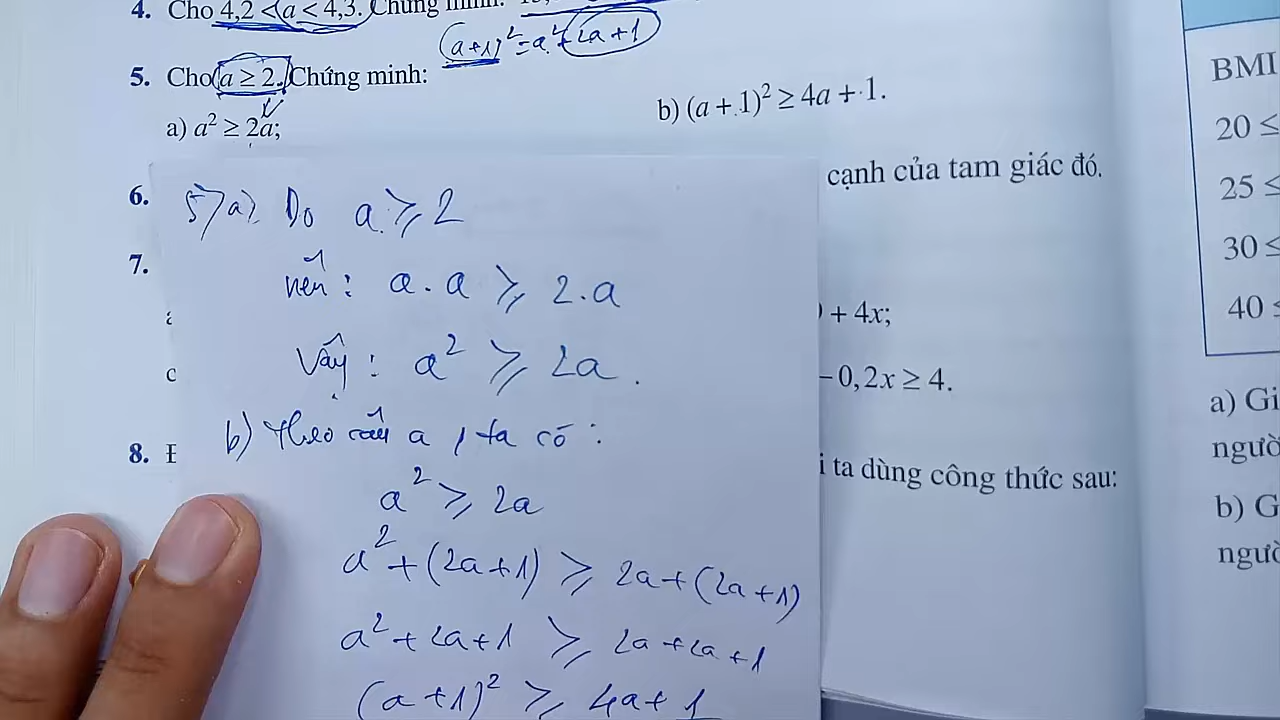 4. Cho 4,2 < a < 4,3. Chứng minh:
(a+1)² = a² + 2a + 1
5. Cho a ≥ 2. Chứng minh:
a) a² ≥ 2a;
b) (a + 1)² ≥ 4a + 1.
6.
cạnh của tam giác đó.
7.
+ 4x;
c
−0,2x ≥ 4.
8.
i ta dùng công thức sau:
5) a) Do a ≥ 2
nên : a . a ≥ 2 . a
Vậy : a² ≥ 2a .
b) Theo câu a , ta có :
a² ≥ 2a
a² + (2a+1) ≥ 2a + (2a+1)
a² + 2a + 1 ≥ 2a + 2a + 1
(a + 1)² ≥ 4a + 1
BMI
20 ≤
25 ≤
30 ≤
40 ≤
a) Gi
ngườ
b) G
ngườ